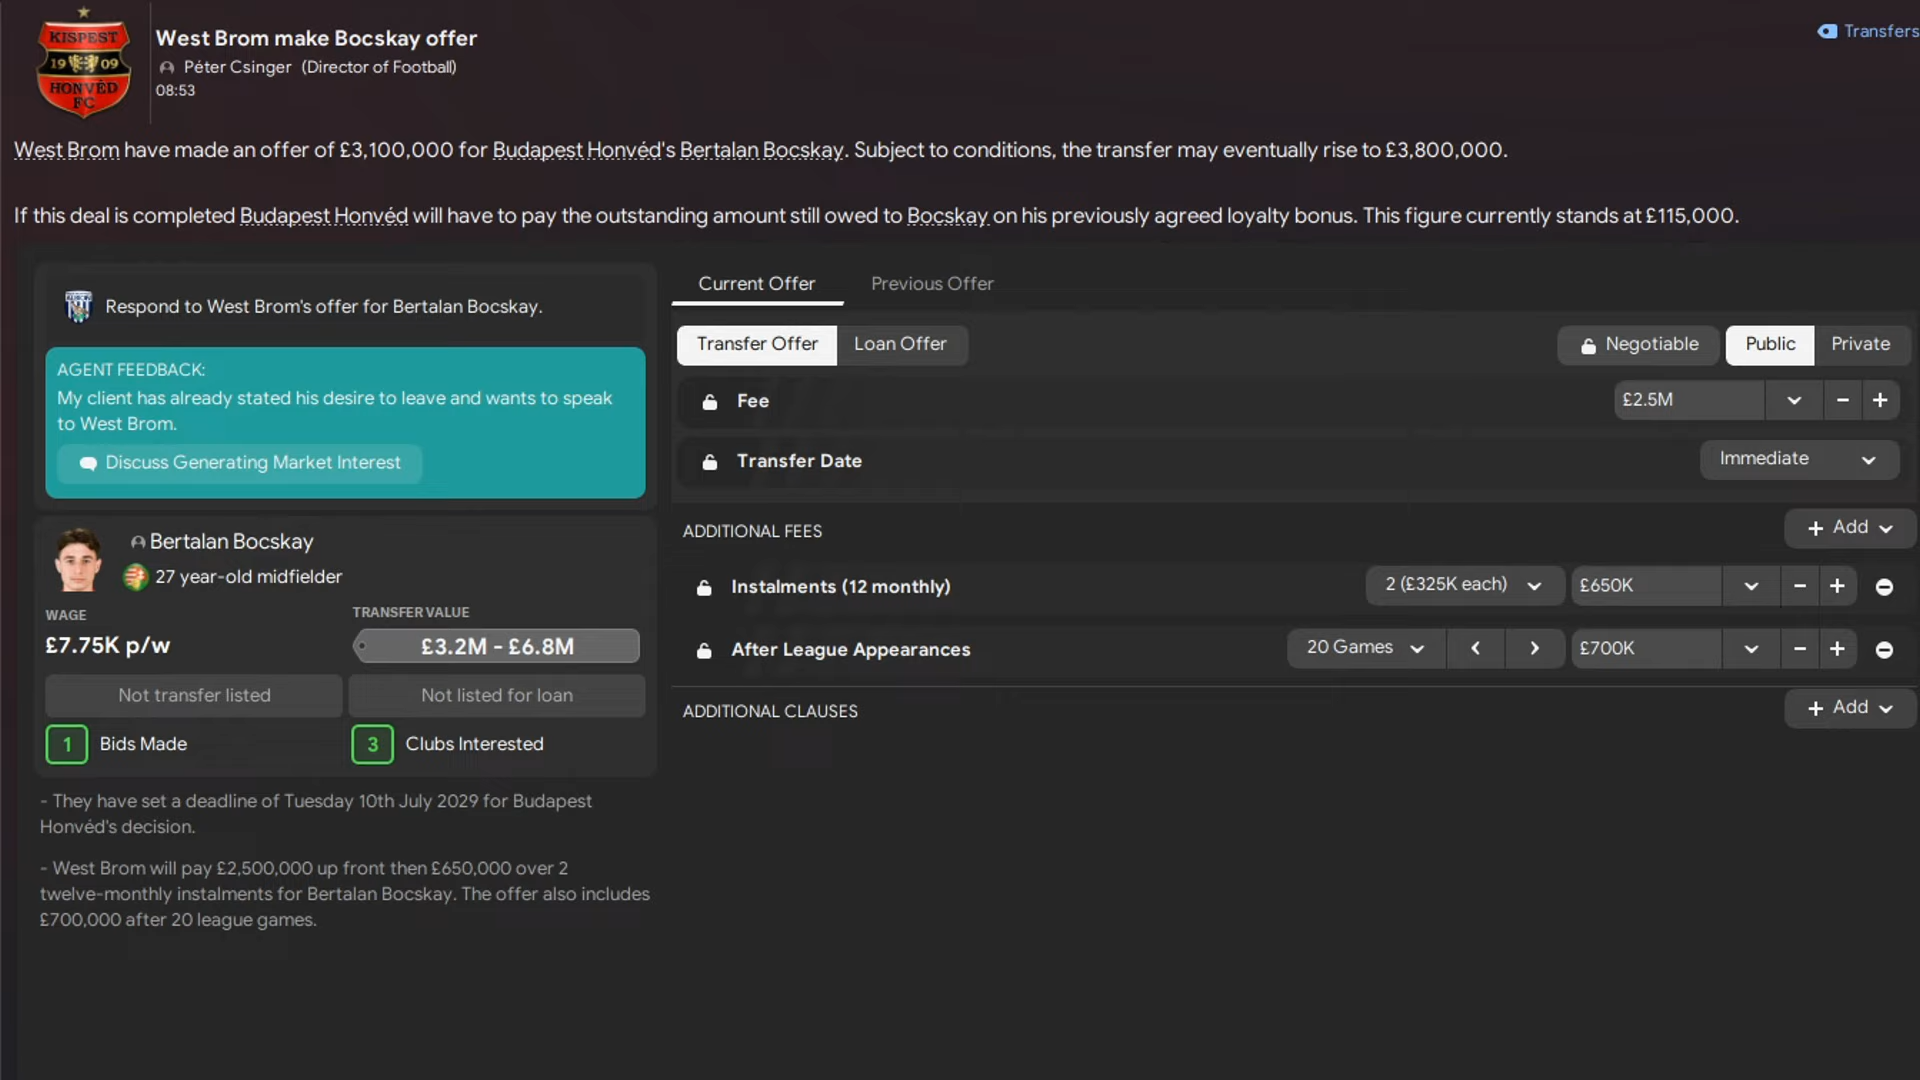 KISPEST
1909
HONVÉD
FC
West Brom make Bocskay offer
Péter Csinger (Director of Football)
08:53
Transfers
West Brom have made an offer of £3,100,000 for Budapest Honvéd's Bertalan Bocskay. Subject to conditions, the transfer may eventually rise to £3,800,000.
If this deal is completed Budapest Honvéd will have to pay the outstanding amount still owed to Bocskay on his previously agreed loyalty bonus. This figure currently stands at £115,000.
Respond to West Brom's offer for Bertalan Bocskay.
AGENT FEEDBACK:
My client has already stated his desire to leave and wants to speak
to West Brom.
Discuss Generating Market Interest
Bertalan Bocskay
27 year-old midfielder
WAGE
TRANSFER VALUE
£7.75K p/w
£3.2M - £6.8M
Not transfer listed
Not listed for loan
1 Bids Made
3 Clubs Interested
- They have set a deadline of Tuesday 10th July 2029 for Budapest
Honvéd's decision.
- West Brom will pay £2,500,000 up front then £650,000 over 2
twelve-monthly instalments for Bertalan Bocskay. The offer also includes
£700,000 after 20 league games.
Current Offer
Previous Offer
Transfer Offer
Loan Offer
Negotiable
Public
Private
Fee
£2.5M
Transfer Date
Immediate
ADDITIONAL FEES
+ Add
Instalments (12 monthly)
2 (£325K each)
£650K
After League Appearances
20 Games
£700K
ADDITIONAL CLAUSES
+ Add